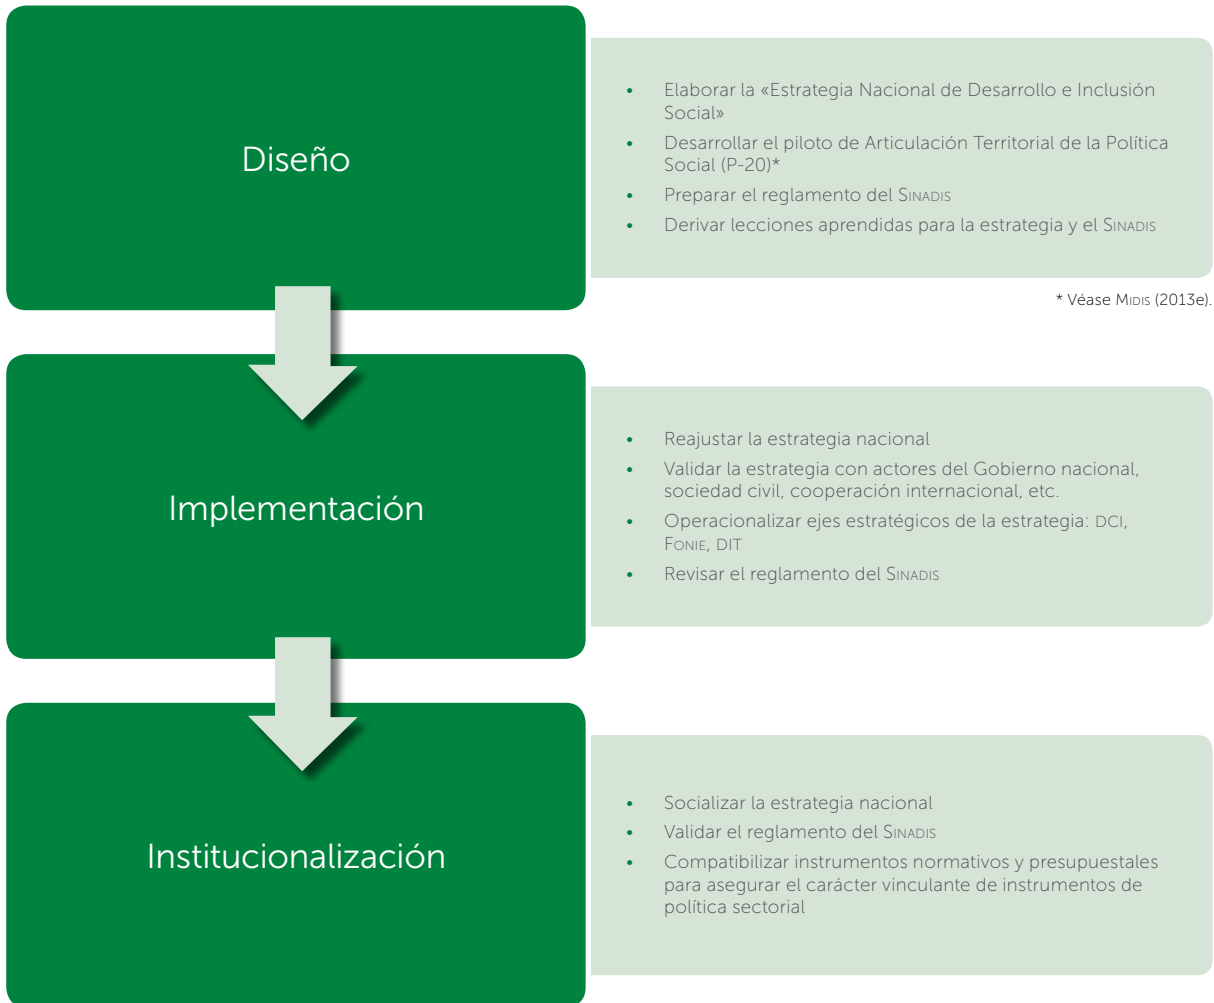 Diseño
• Elaborar la «Estrategia Nacional de Desarrollo e Inclusión
Social»
• Desarrollar el piloto de Articulación Territorial de la Política
Social (P-20)*
• Preparar el reglamento del SINADIS
• Derivar lecciones aprendidas para la estrategia y el SINADIS
* Véase MIDIS (2013e).
Implementación
• Reajustar la estrategia nacional
• Validar la estrategia con actores del Gobierno nacional,
sociedad civil, cooperación internacional, etc.
• Operacionalizar ejes estratégicos de la estrategia: DCI,
FONIE, DIT
• Revisar el reglamento del SINADIS
Institucionalización
• Socializar la estrategia nacional
• Validar el reglamento del SINADIS
• Compatibilizar instrumentos normativos y presupuestales
para asegurar el carácter vinculante de instrumentos de
política sectorial